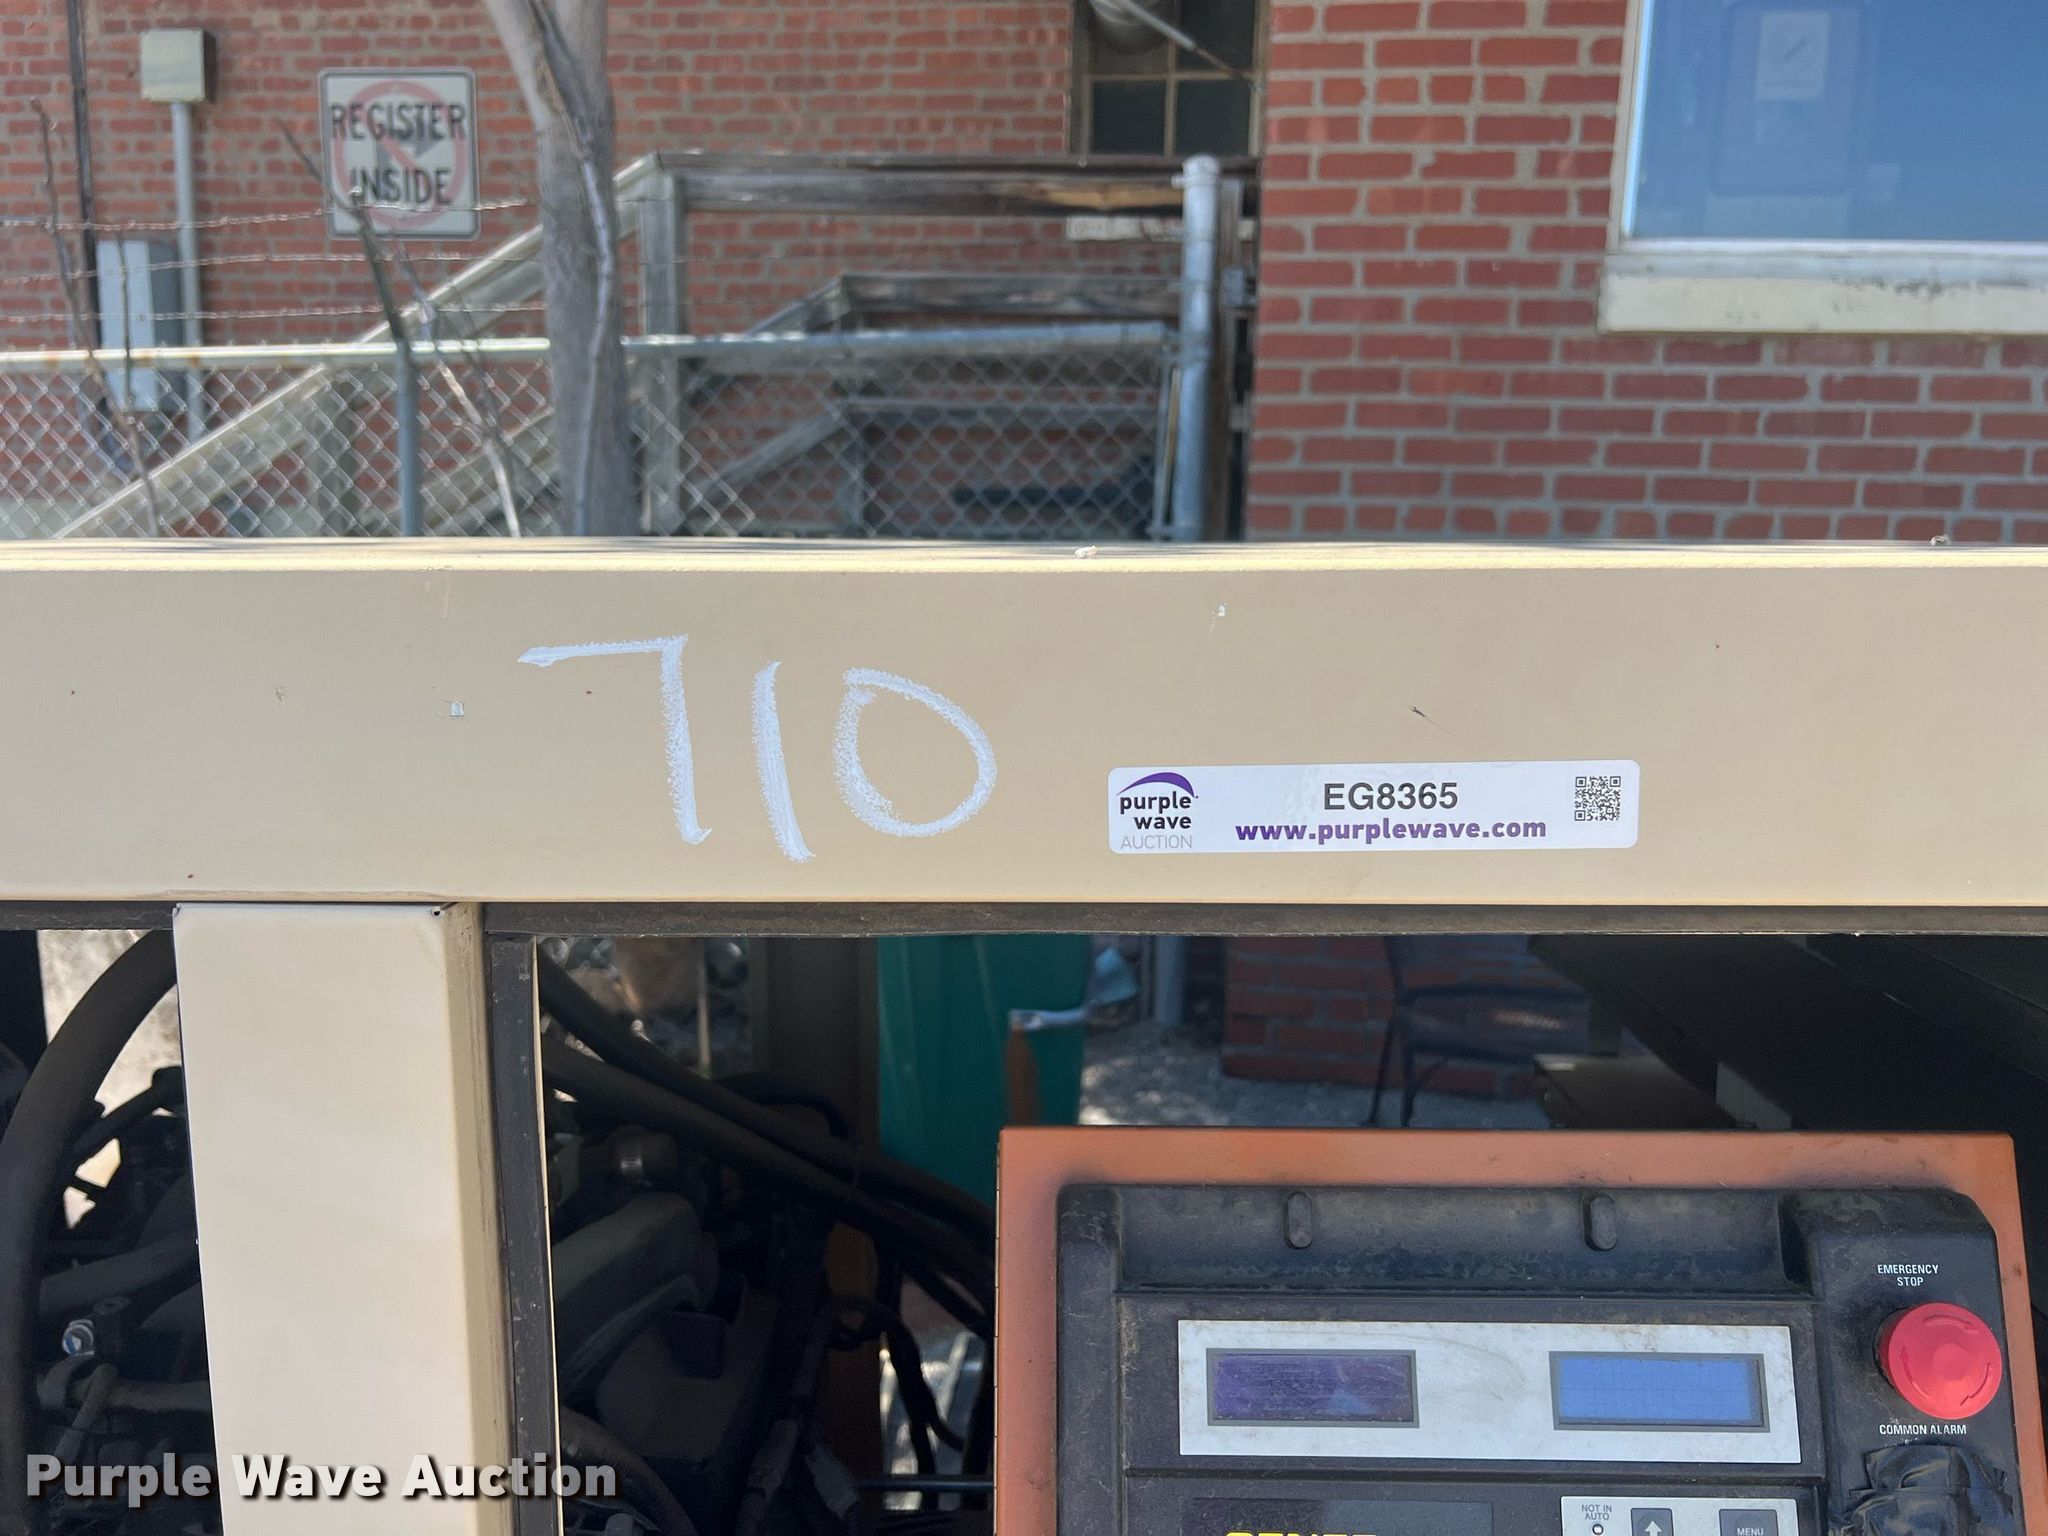 REGISTER
INSIDE
710
purple
wave
AUCTION
EG8365
www.purplewave.com
EMERGENCY
STOP
COMMON ALARM
NOT IN
AUTO
MENU
Purple Wave Auction